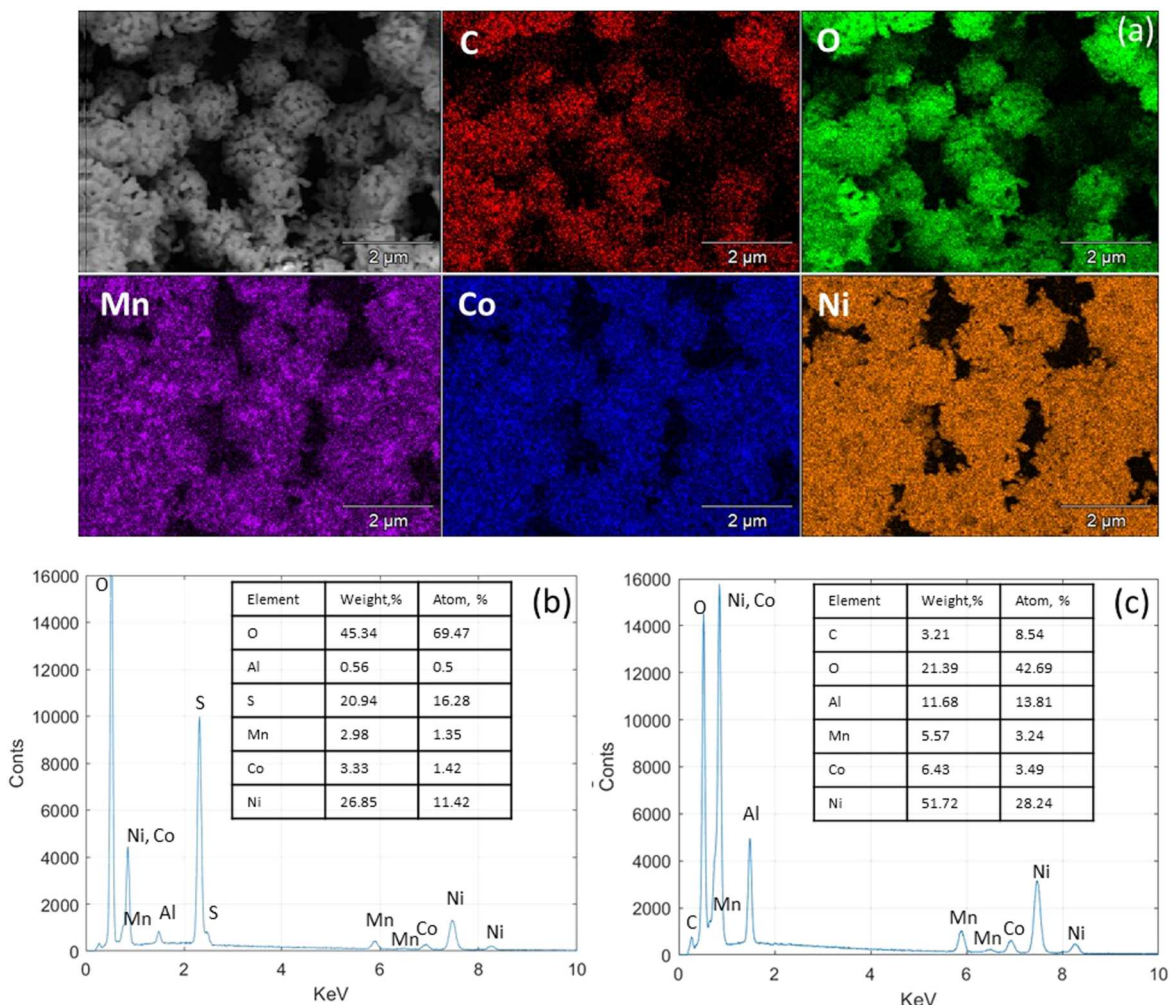 C
O
(a)
2 µm
2 µm
2 µm
Mn
Co
Ni
2 µm
2 µm
2 µm
(b)
16000
14000
12000
10000
8000
6000
4000
2000
0
Conts
O
Ni, Co
Mn
Al
S
S
Mn
Mn
Co
Ni
Ni
Element Weight,% Atom, %
O 45.34 69.47
Al 0.56 0.5
S 20.94 16.28
Mn 2.98 1.35
Co 3.33 1.42
Ni 26.85 11.42
0 2 4 6 8 10
KeV
(c)
16000
14000
12000
10000
8000
6000
4000
2000
0
Conts
O
Ni, Co
C
Mn
Al
Mn
Mn
Co
Ni
Ni
Element Weight,% Atom, %
C 3.21 8.54
O 21.39 42.69
Al 11.68 13.81
Mn 5.57 3.24
Co 6.43 3.49
Ni 51.72 28.24
0 2 4 6 8 10
KeV